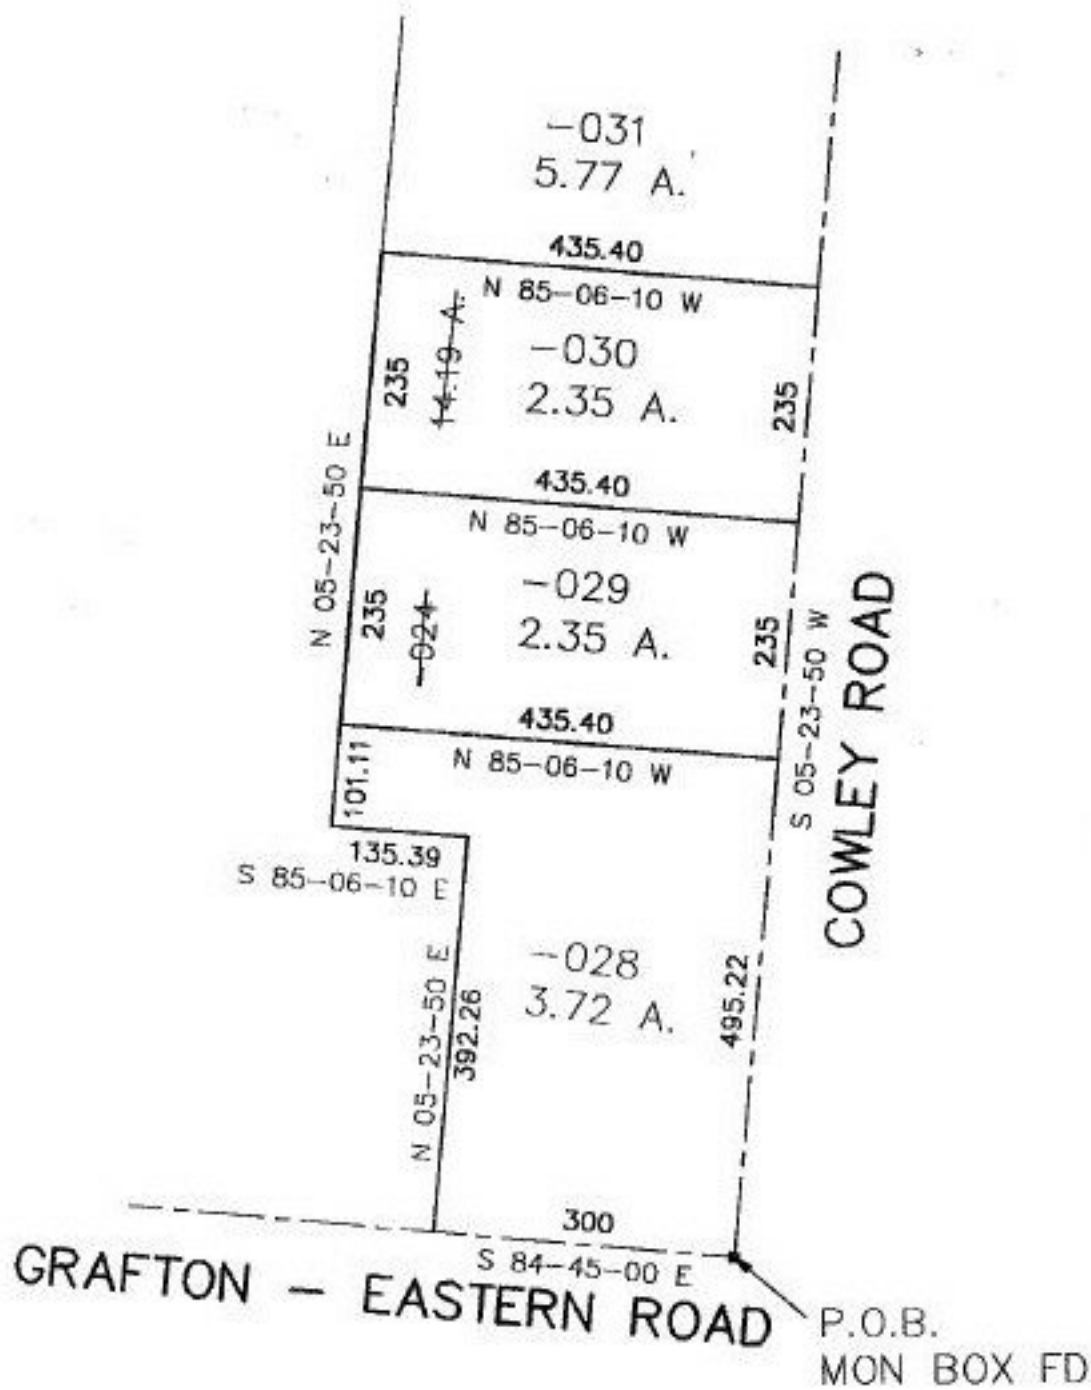 -031
5.77 A.
435.40
N 85-06-10 W
14.19 A.
-030
2.35 A.
235
235
435.40
N 85-06-10 W
N 05-23-50 E
-029
2.35 A.
235
-024
235
S 05-23-50 W
COWLEY ROAD
435.40
N 85-06-10 W
101.11
135.39
S 85-06-10 E
-028
3.72 A.
N 05-23-50 E
392.26
495.22
300
S 84-45-00 E
GRAFTON - EASTERN ROAD
P.O.B.
MON BOX FD